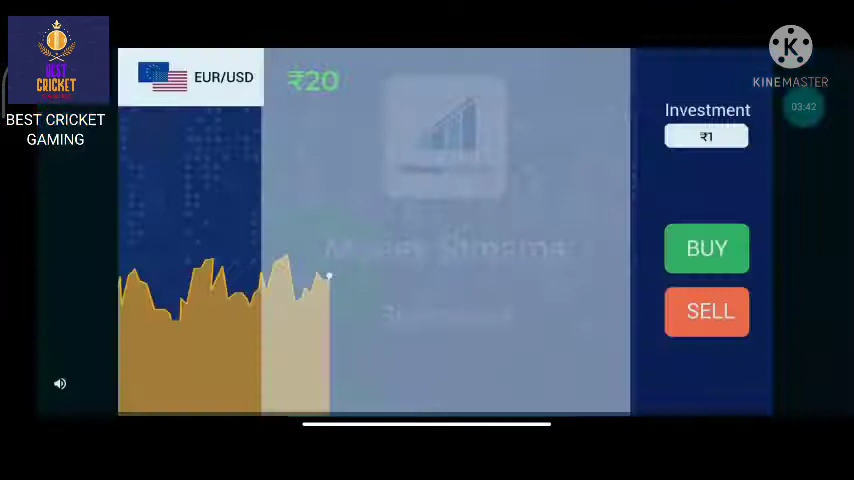 BEST
CRICKET
BEST CRICKET
GAMING
EUR/USD
₹20
K
KINEMASTER
03:42
Investment
₹1
BUY
SELL